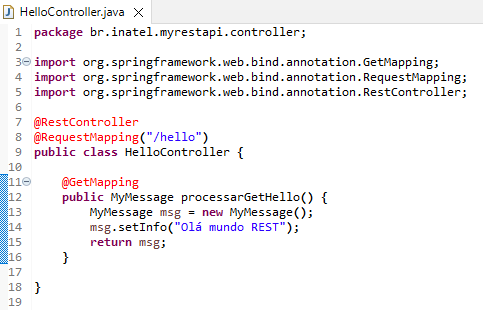 HelloController.java
1 package br.inatel.myrestapi.controller;
2
3 import org.springframework.web.bind.annotation.GetMapping;
4 import org.springframework.web.bind.annotation.RequestMapping;
5 import org.springframework.web.bind.annotation.RestController;
6
7 @RestController
8 @RequestMapping("/hello")
9 public class HelloController {
10
11     @GetMapping
12     public MyMessage processarGetHello() {
13         MyMessage msg = new MyMessage();
14         msg.setInfo("Olá mundo REST");
15         return msg;
16     }
17
18 }
19